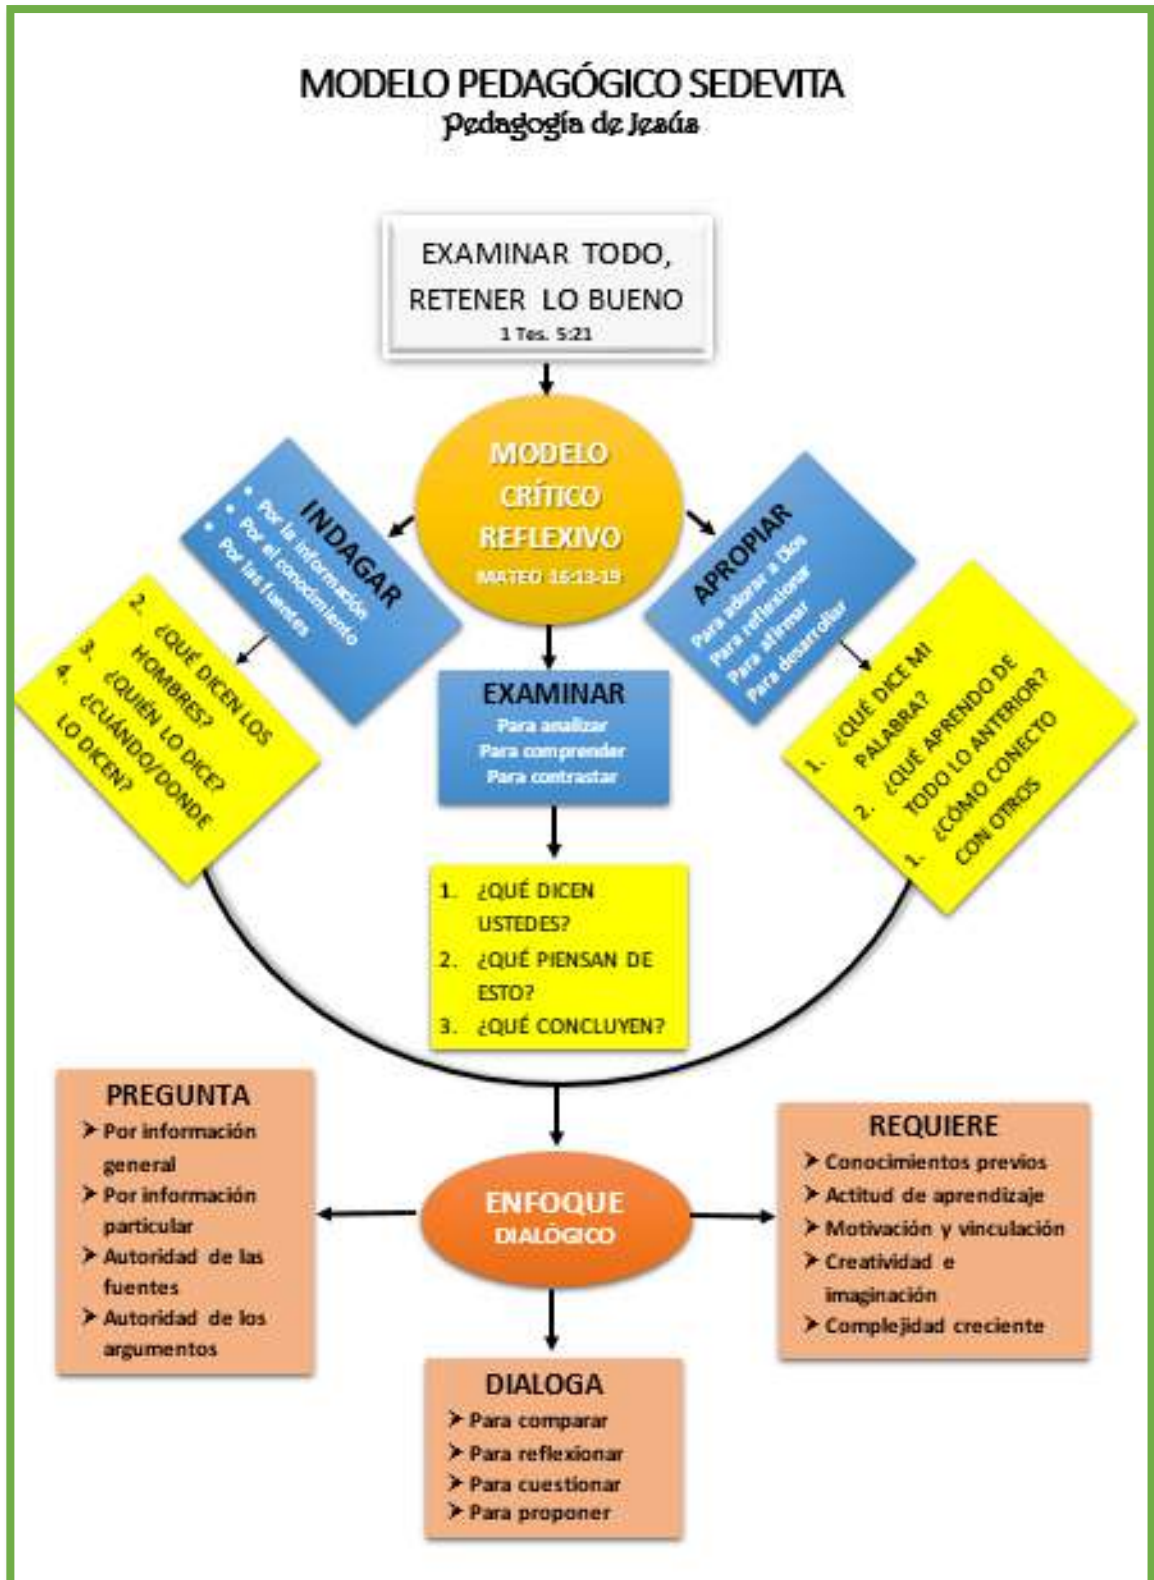 MODELO PEDAGÓGICO SEDEVITA
Pedagogía de Jesús
EXAMINAR TODO,
RETENER LO BUENO
1 Tes. 5:21
MODELO
CRÍTICO
REFLEXIVO
MATEO 16:13-19
INDAGAR
• Por la información
• Por el conocimiento
• Por las fuentes
2. ¿QUÉ DICEN LOS
HOMBRES?
3. ¿QUIÉN LO DICE?
4. ¿CUÁNDO/DONDE
LO DICEN?
EXAMINAR
Para analizar
Para comprender
Para contrastar
1. ¿QUÉ DICEN
USTEDES?
2. ¿QUÉ PIENSAN DE
ESTO?
3. ¿QUÉ CONCLUYEN?
APROPIAR
Para adorar a Dios
Para reflexionar
Para afirmar
Para desarrollar
1. ¿QUÉ DICE MI
PALABRA?
2. ¿QUÉ APRENDO DE
TODO LO ANTERIOR?
1. ¿CÓMO CONECTO
CON OTROS
ENFOQUE
DIALÓGICO
PREGUNTA
➤ Por información
general
➤ Por información
particular
➤ Autoridad de las
fuentes
➤ Autoridad de los
argumentos
DIALOGA
➤ Para comparar
➤ Para reflexionar
➤ Para cuestionar
➤ Para proponer
REQUIERE
➤ Conocimientos previos
➤ Actitud de aprendizaje
➤ Motivación y vinculación
➤ Creatividad e
imaginación
➤ Complejidad creciente